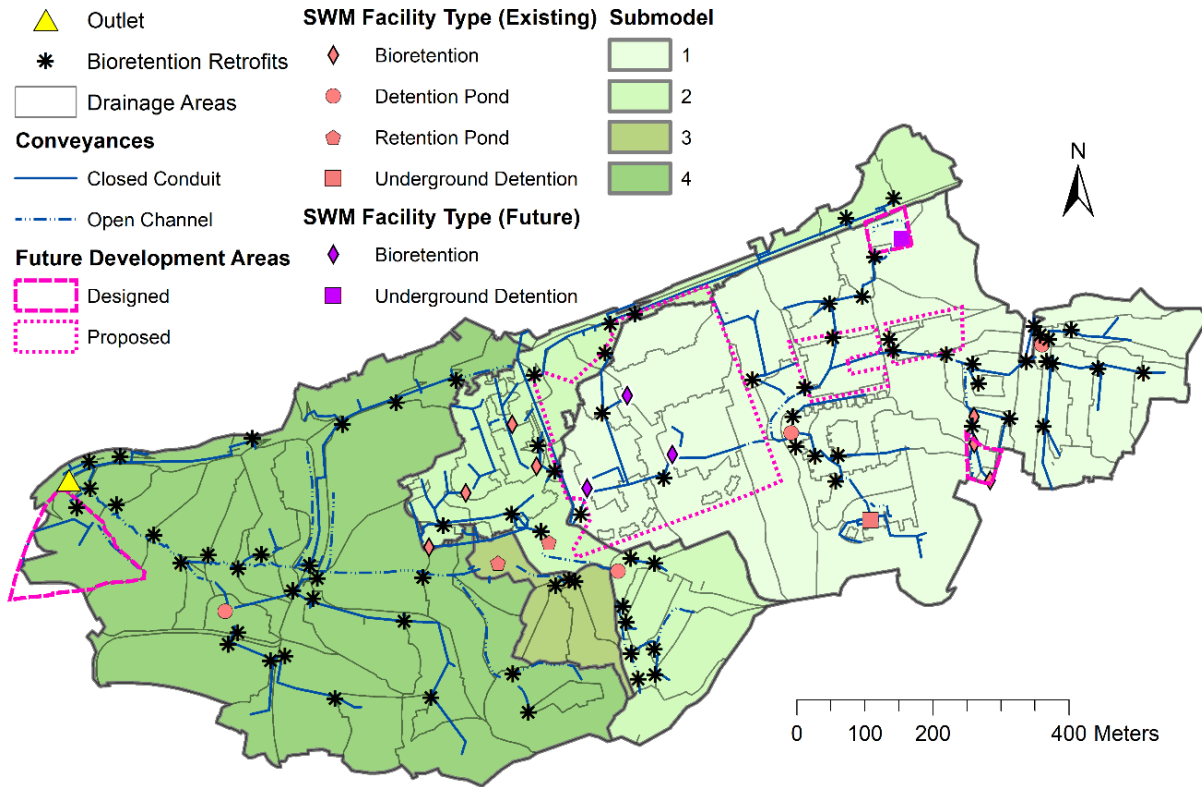 Outlet
Bioretention Retrofits
Drainage Areas
Conveyances
Closed Conduit
Open Channel
Future Development Areas
Designed
Proposed
SWM Facility Type (Existing)
Bioretention
Detention Pond
Retention Pond
Underground Detention
SWM Facility Type (Future)
Bioretention
Underground Detention
Submodel
1
2
3
4
N
0 100 200 400 Meters